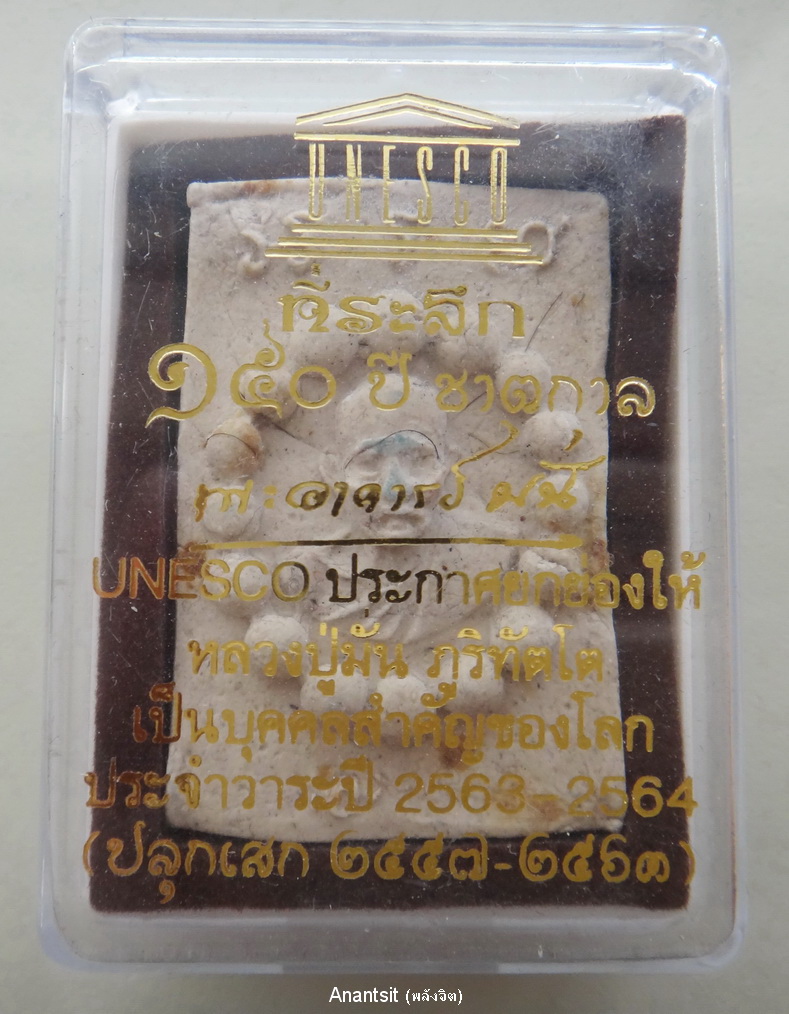 UNESCO
ที่ระลึก
๑๕๐ ปี ชาตกาล
พระอาจารย์ มั่น
UNESCO ประกาศยกย่องให้
หลวงปู่มั่น ภูริทัตโต
เป็นบุคคลสำคัญของโลก
ประจำวาระปี 2563-2564
(ปลุกเสก ๒๕๕๗-๒๕๖๓)
Anantsit (พลังจิต)